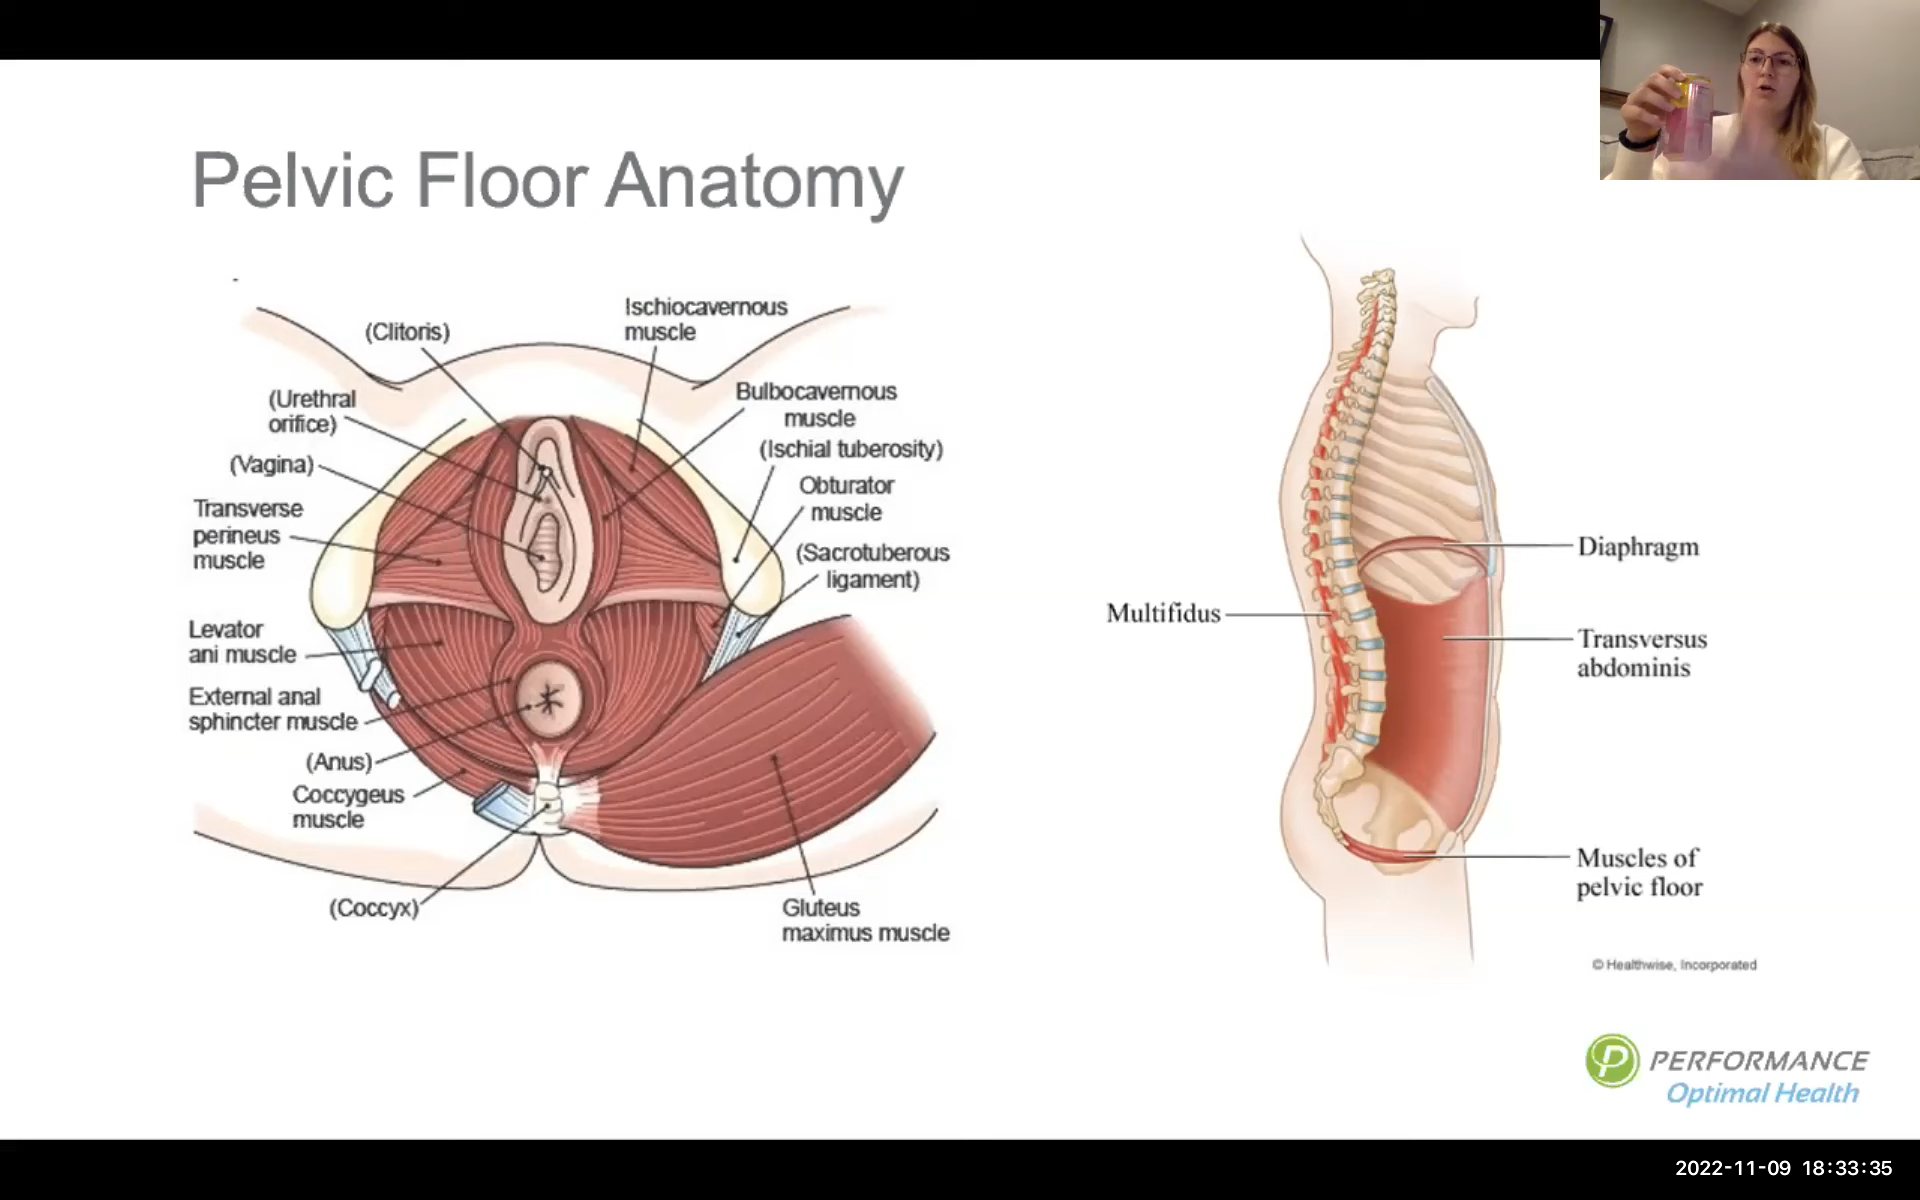 Pelvic Floor Anatomy
(Clitoris)
Ischiocavernous
muscle
(Urethral
orifice)
Bulbocavernous
muscle
(Vagina)
(Ischial tuberosity)
Transverse
perineus
muscle
Obturator
muscle
(Sacrotuberous
ligament)
Levator
ani muscle
External anal
sphincter muscle
(Anus)
Coccygeus
muscle
(Coccyx)
Gluteus
maximus muscle
Multifidus
Diaphragm
Transversus
abdominis
Muscles of
pelvic floor
© Healthwise, Incorporated
P PERFORMANCE
Optimal Health
2022-11-09 18:33:35